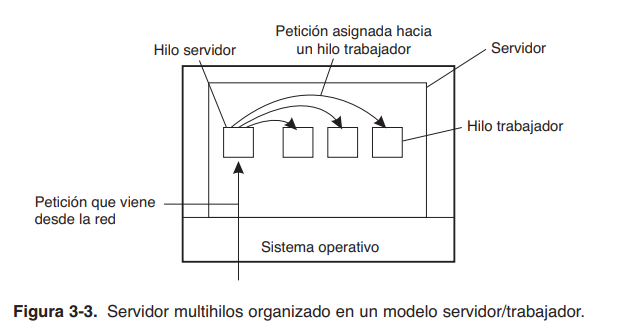 Petición asignada hacia
un hilo trabajador
Hilo servidor
Servidor
Hilo trabajador
Petición que viene
desde la red
Sistema operativo
Figura 3-3. Servidor multihilos organizado en un modelo servidor/trabajador.